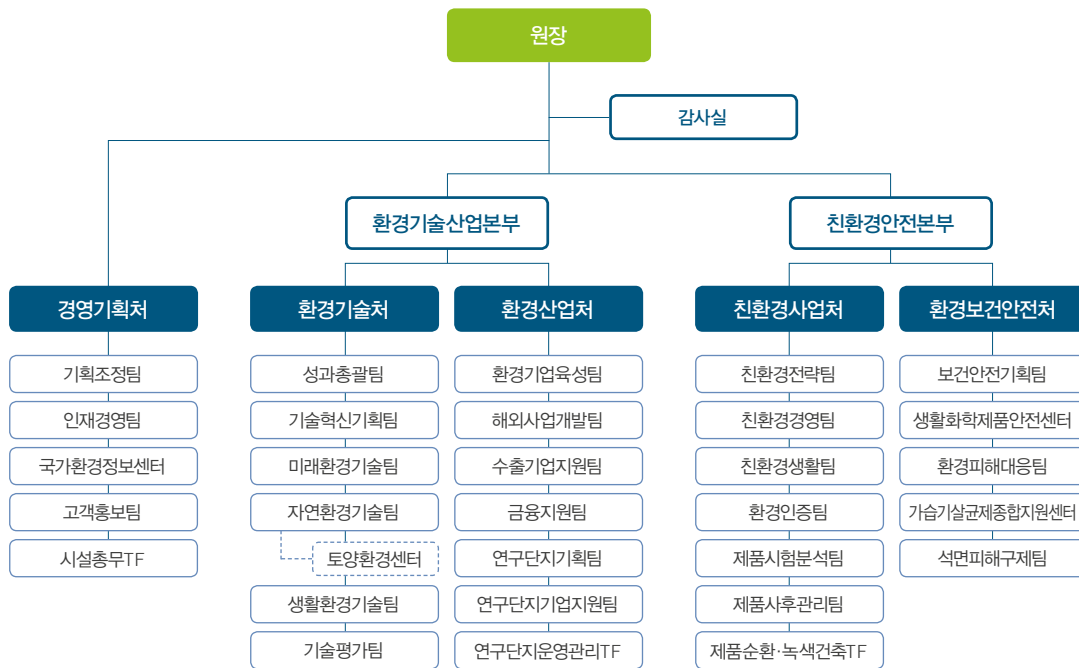 원장
감사실
환경기술산업본부
친환경안전본부
경영기획처
환경기술처
환경산업처
친환경사업처
환경보건안전처
기획조정팀
인재경영팀
국가환경정보센터
고객홍보팀
시설총무TF
성과총괄팀
기술혁신기획팀
미래환경기술팀
자연환경기술팀
토양환경센터
생활환경기술팀
기술평가팀
환경기업육성팀
해외사업개발팀
수출기업지원팀
금융지원팀
연구단지기획팀
연구단지기업지원팀
연구단지운영관리TF
친환경전략팀
친환경경영팀
친환경생활팀
환경인증팀
제품시험분석팀
제품사후관리팀
제품순환·녹색건축TF
보건안전기획팀
생활화학제품안전센터
환경피해대응팀
가습기살균제종합지원센터
석면피해구제팀